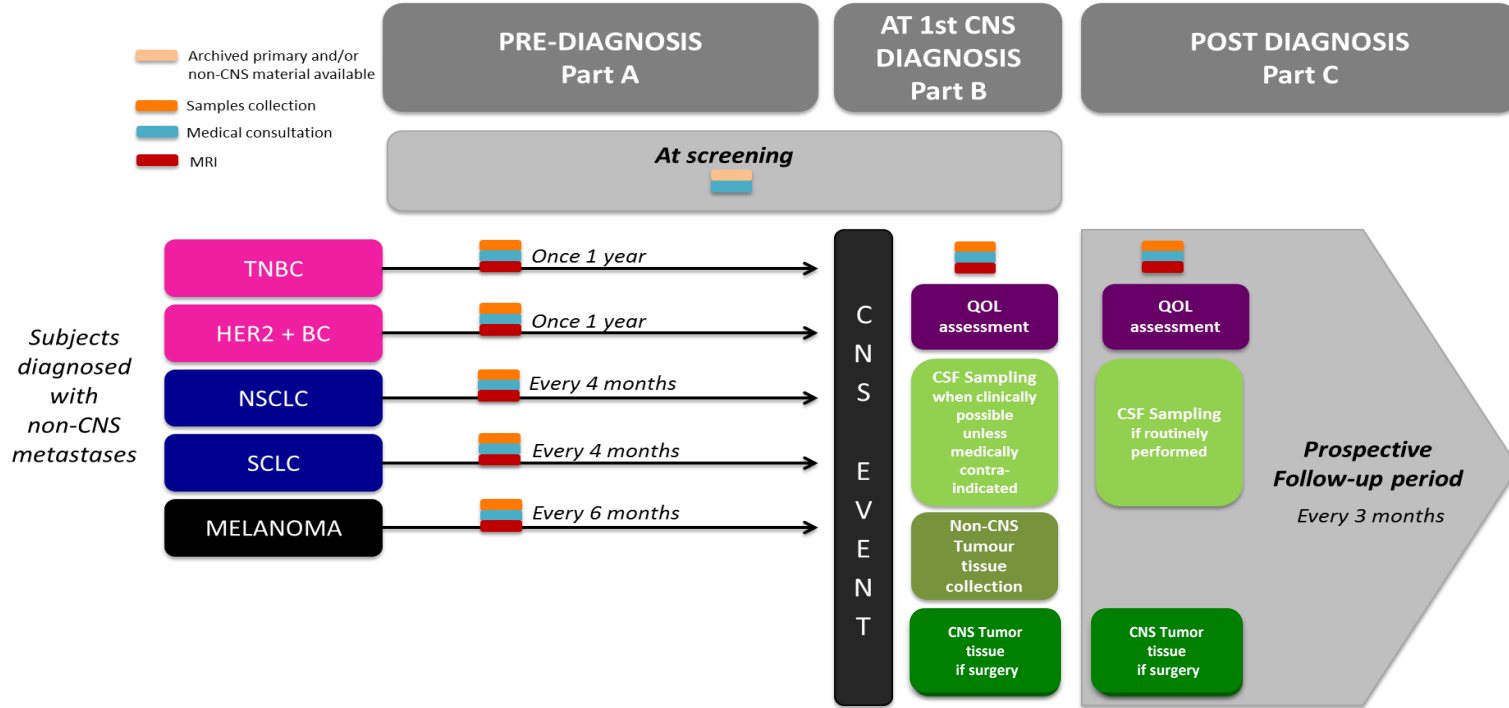 PRE-DIAGNOSIS
Part A
AT 1st CNS
DIAGNOSIS
Part B
POST DIAGNOSIS
Part C
Archived primary and/or
non-CNS material available
Samples collection
Medical consultation
MRI
At screening
Subjects
diagnosed
with
non-CNS
metastases
TNBC
Once 1 year
HER2 + BC
Once 1 year
NSCLC
Every 4 months
SCLC
Every 4 months
MELANOMA
Every 6 months
CNS EVENT
QOL
assessment
CSF Sampling
when clinically
possible
unless
medically
contra-
indicated
Non-CNS
Tumour
tissue
collection
CNS Tumor
tissue
if surgery
QOL
assessment
CSF Sampling
if routinely
performed
CNS Tumor
tissue
if surgery
Prospective
Follow-up period
Every 3 months